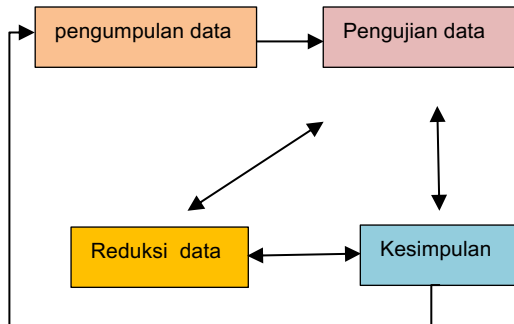 pengumpulan data
Pengujian data
Reduksi data
Kesimpulan